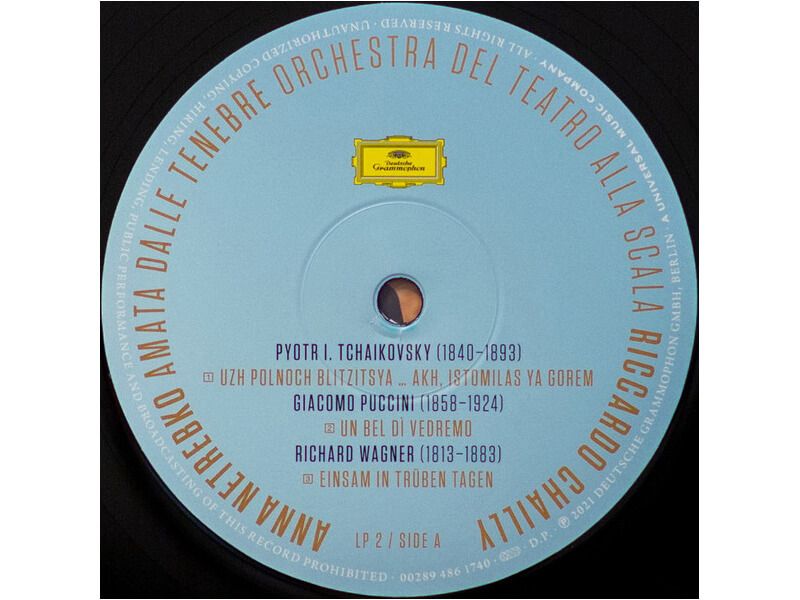 ANNA NETREBKO AMATA DALLE TENEBRE ORCHESTRA DEL TEATRO ALLA SCALA RICCARDO CHAILLY
Deutsche
Grammophon
PYOTR I. TCHAIKOVSKY (1840–1893)
1 UZH POLNOCH BLITZITSYA ... AKH, ISTOMILAS YA GOREM
GIACOMO PUCCINI (1858–1924)
2 UN BEL DÌ VEDREMO
RICHARD WAGNER (1813–1883)
3 EINSAM IN TRÜBEN TAGEN
LP 2 / SIDE A
℗ 2021 DEUTSCHE GRAMMOPHON GMBH, BERLIN · A UNIVERSAL MUSIC COMPANY · ALL RIGHTS RESERVED · UNAUTHORIZED COPYING, HIRING, LENDING, PUBLIC PERFORMANCE AND BROADCASTING OF THIS RECORD PROHIBITED · 00289 486 1740 · D.P.